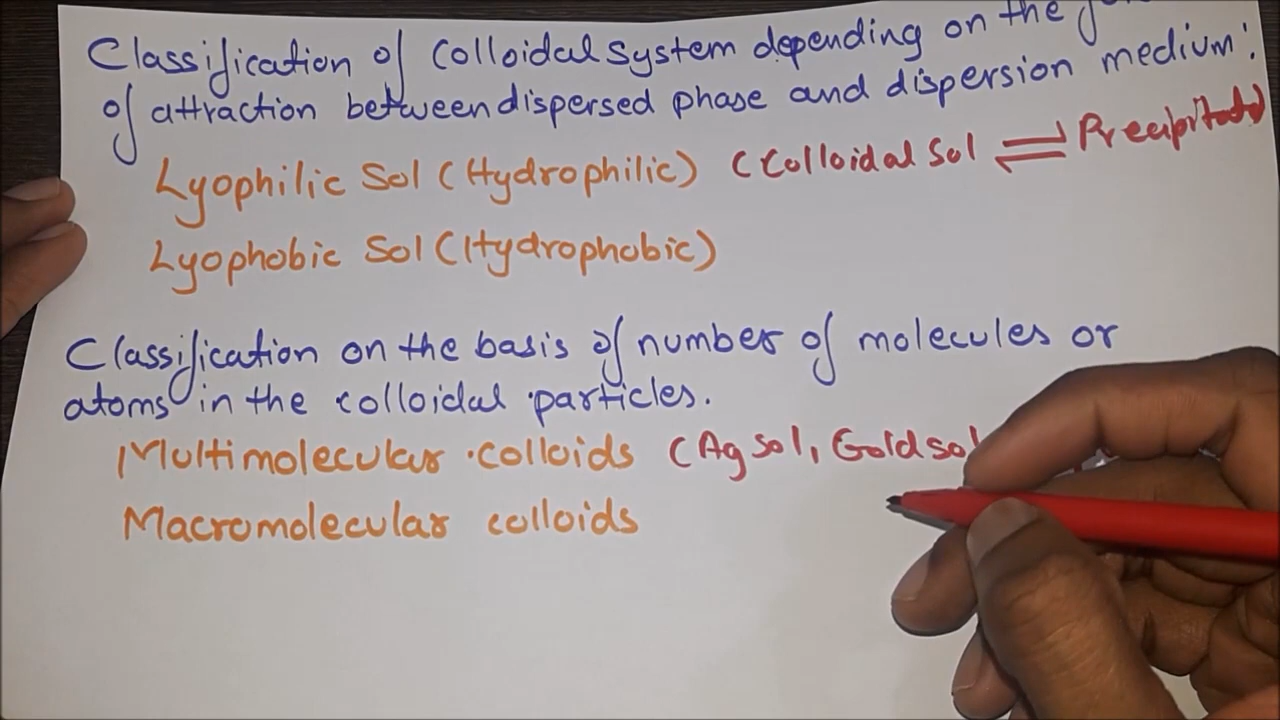 Classification of Colloidal System depending on the
of attraction between dispersed phase and dispersion medium:
Lyophilic Sol (Hydrophilic) (Colloidal Sol ⇌ Precipitate)
Lyophobic Sol (Hydrophobic)
Classification on the basis of number of molecules or
atoms in the colloidal particles.
Multimolecular colloids (Ag sol, Gold sol
Macromolecular colloids